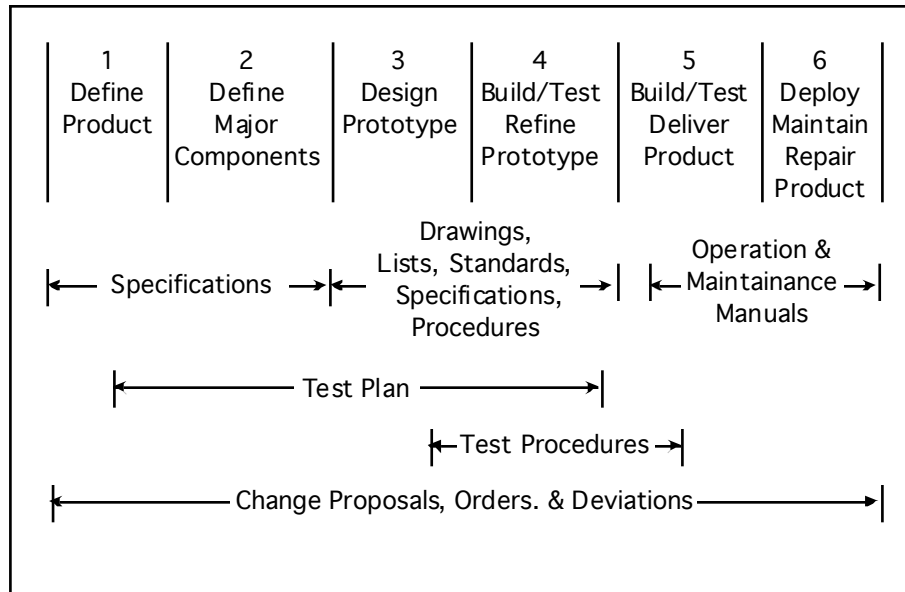 1
Define
Product
2
Define
Major
Components
3
Design
Prototype
4
Build/Test
Refine
Prototype
5
Build/Test
Deliver
Product
6
Deploy
Maintain
Repair
Product
Specifications
Drawings,
Lists, Standards,
Specifications,
Procedures
Operation &
Maintainance
Manuals
Test Plan
Test Procedures
Change Proposals, Orders. & Deviations